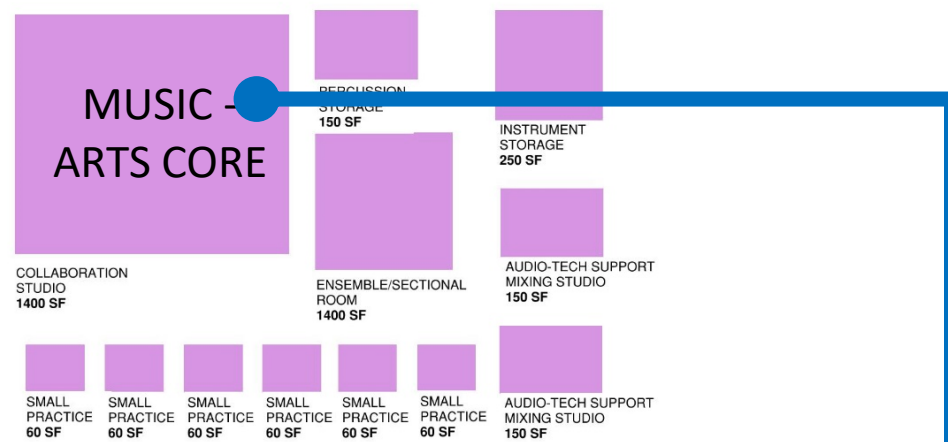 MUSIC -
ARTS CORE
COLLABORATION
STUDIO
1400 SF
PERCUSSION
STORAGE
150 SF
INSTRUMENT
STORAGE
250 SF
ENSEMBLE/SECTIONAL
ROOM
1400 SF
AUDIO-TECH SUPPORT
MIXING STUDIO
150 SF
SMALL
PRACTICE
60 SF
SMALL
PRACTICE
60 SF
SMALL
PRACTICE
60 SF
SMALL
PRACTICE
60 SF
SMALL
PRACTICE
60 SF
SMALL
PRACTICE
60 SF
AUDIO-TECH SUPPORT
MIXING STUDIO
150 SF